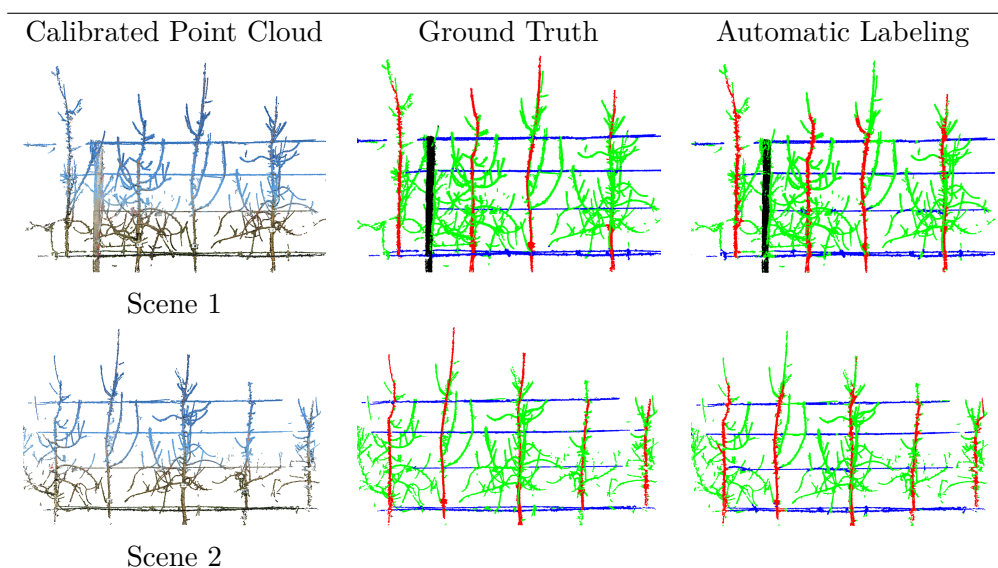 Calibrated Point Cloud Ground Truth Automatic Labeling
Scene 1
Scene 2